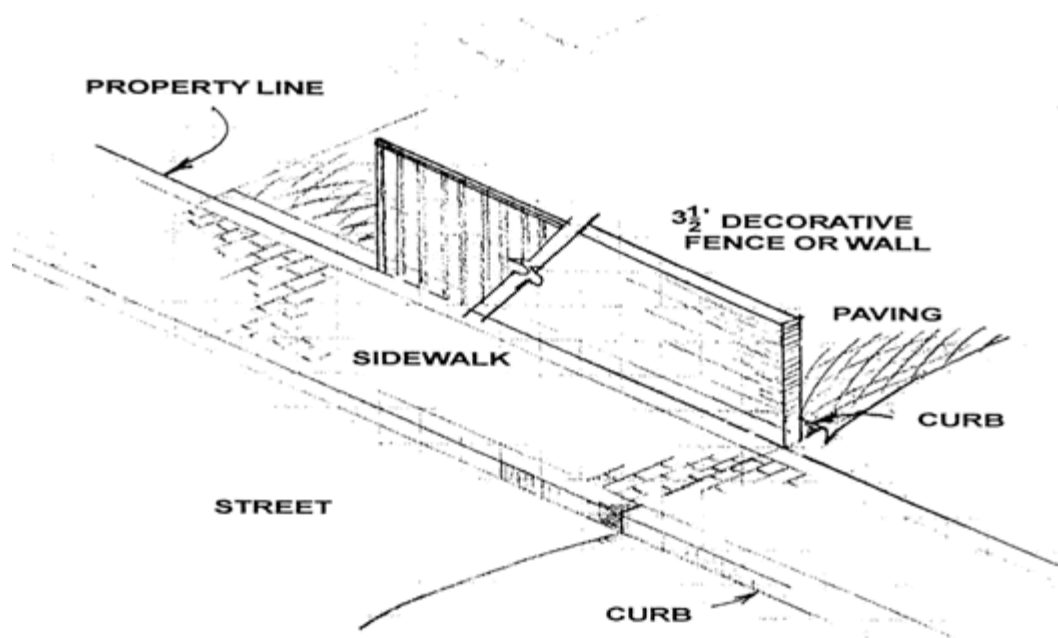 PROPERTY LINE
3½' DECORATIVE
FENCE OR WALL
PAVING
SIDEWALK
CURB
STREET
CURB